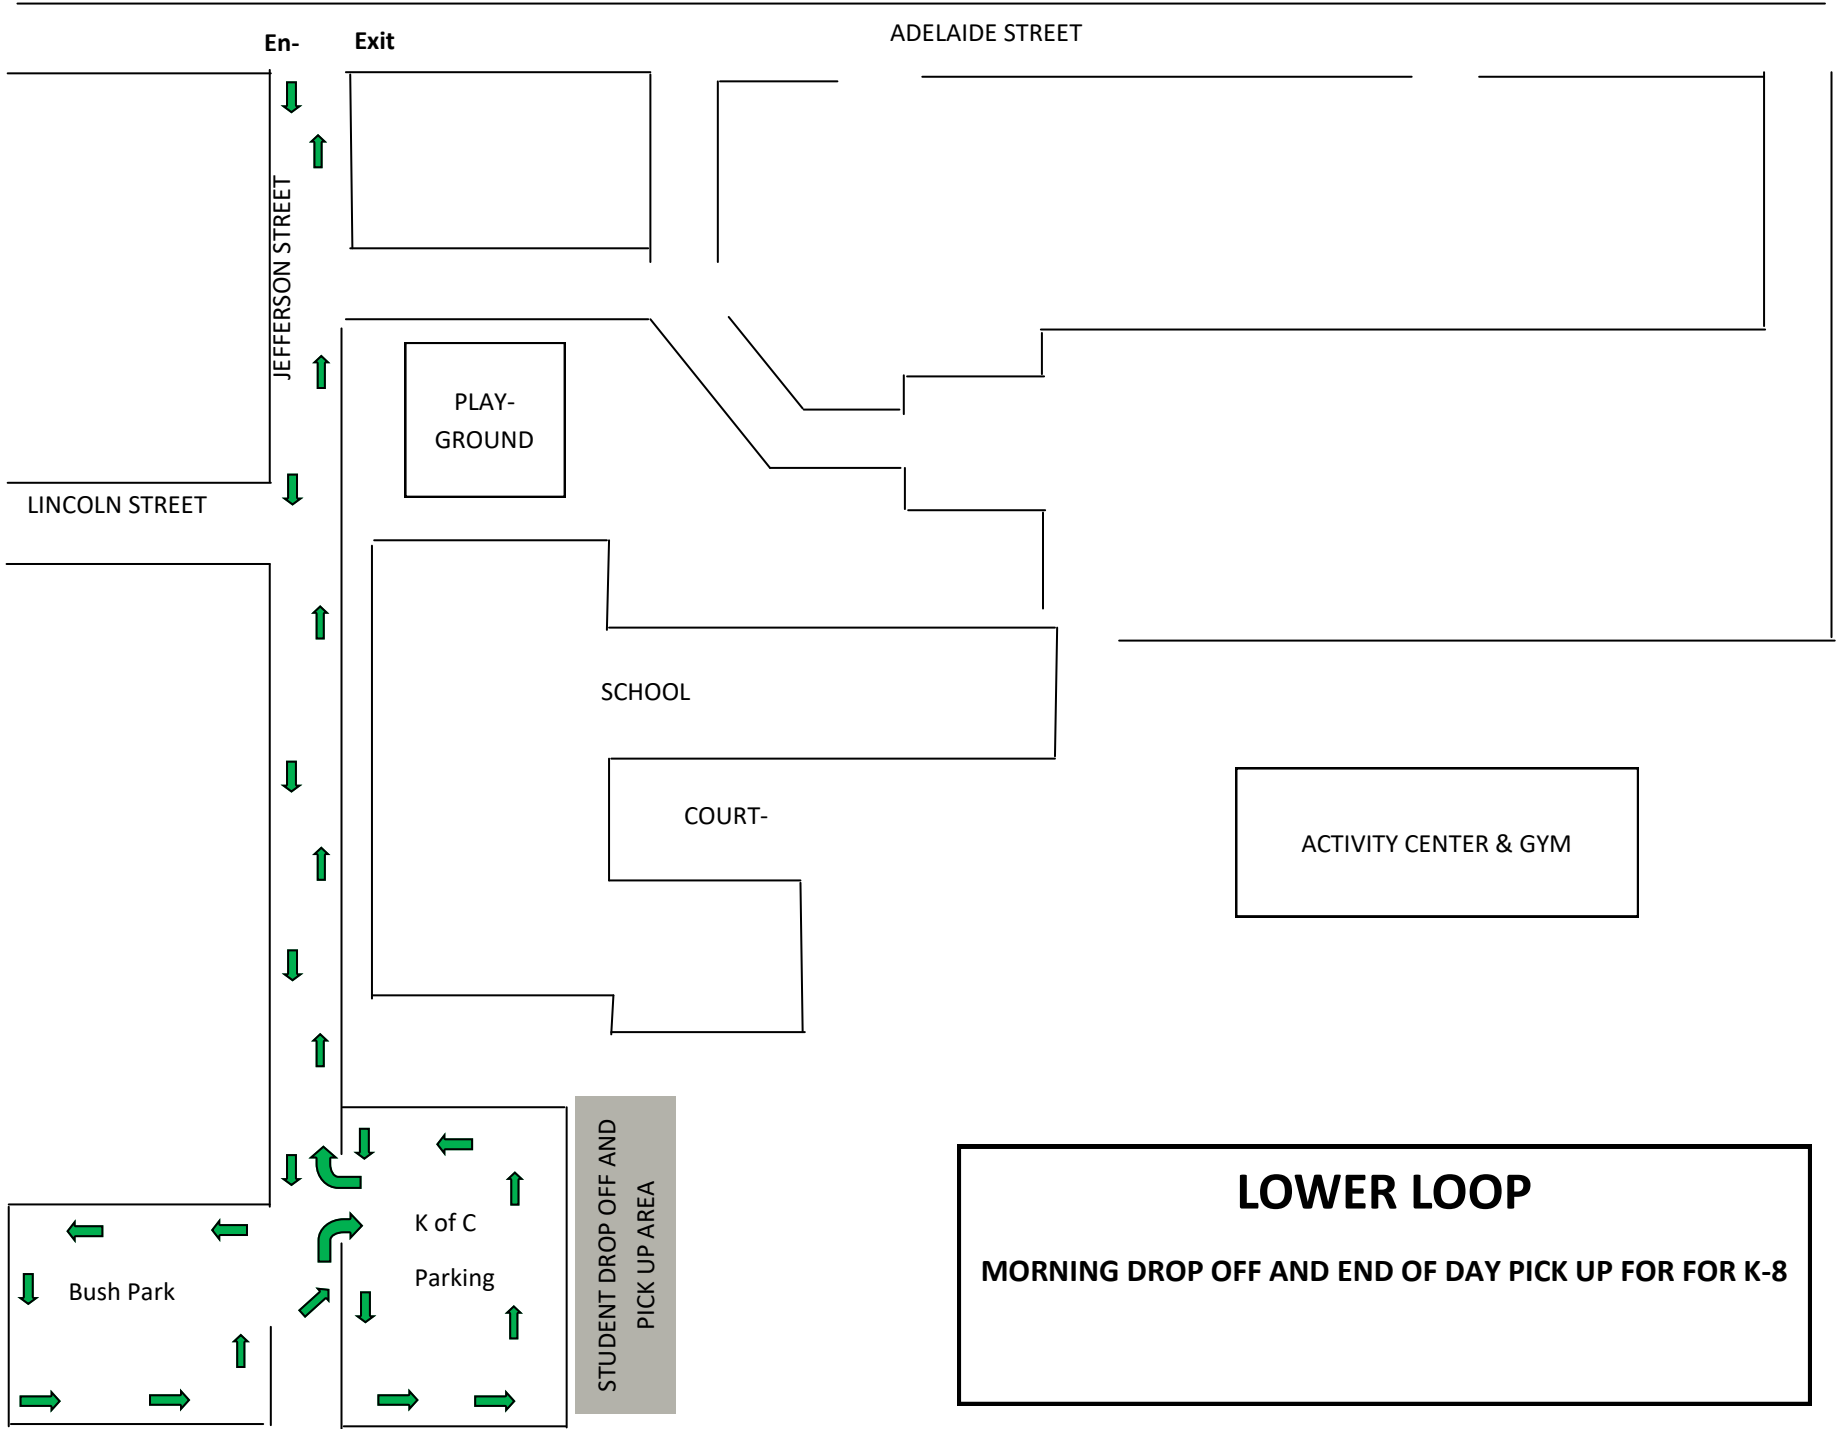 ADELAIDE STREET
En-
Exit
JEFFERSON STREET
PLAY-
GROUND
LINCOLN STREET
SCHOOL
COURT-
ACTIVITY CENTER & GYM
STUDENT DROP OFF AND
PICK UP AREA
K of C
Parking
Bush Park
LOWER LOOP
MORNING DROP OFF AND END OF DAY PICK UP FOR FOR K-8